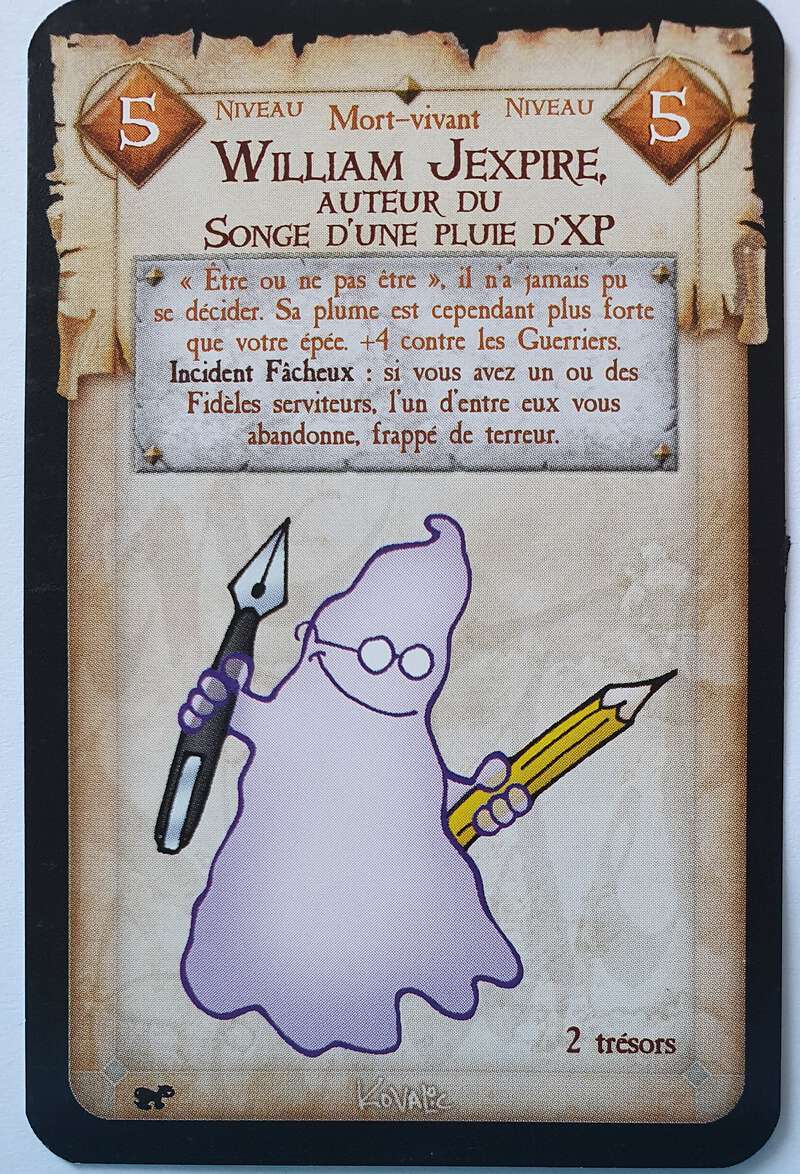 5 Niveau Mort-vivant Niveau 5
William Jexpire,
auteur du
Songe d'une pluie d'XP
« Être ou ne pas être », il n'a jamais pu
se décider. Sa plume est cependant plus forte
que votre épée. +4 contre les Guerriers.
Incident Fâcheux : si vous avez un ou des
Fidèles serviteurs, l'un d'entre eux vous
abandonne, frappé de terreur.
2 trésors
Kovalic